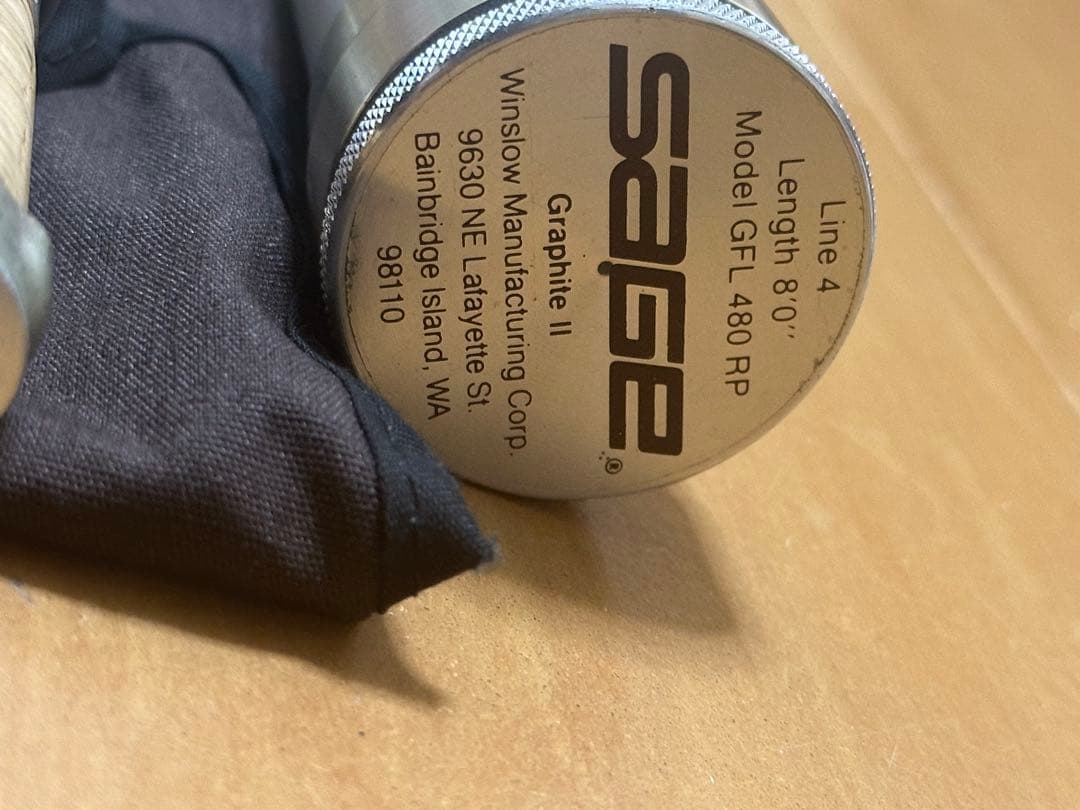 Line 4
Length 8'0"
Model GFL 480 RP
SAGE®
Graphite II
Winslow Manufacturing Corp.
9630 NE Lafayette St.
Bainbridge Island, WA
98110